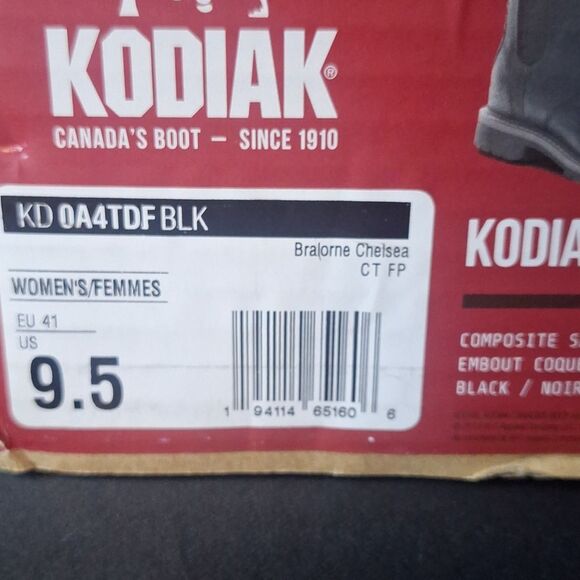 KODIAK®
CANADA'S BOOT — SINCE 1910
KD 0A4TDF BLK
Bralorne Chelsea
CT FP
WOMEN'S/FEMMES
EU 41
US
9.5
1 94114 65160 6
KODIA
COMPOSITE S
EMBOUT COQU
BLACK / NOIR